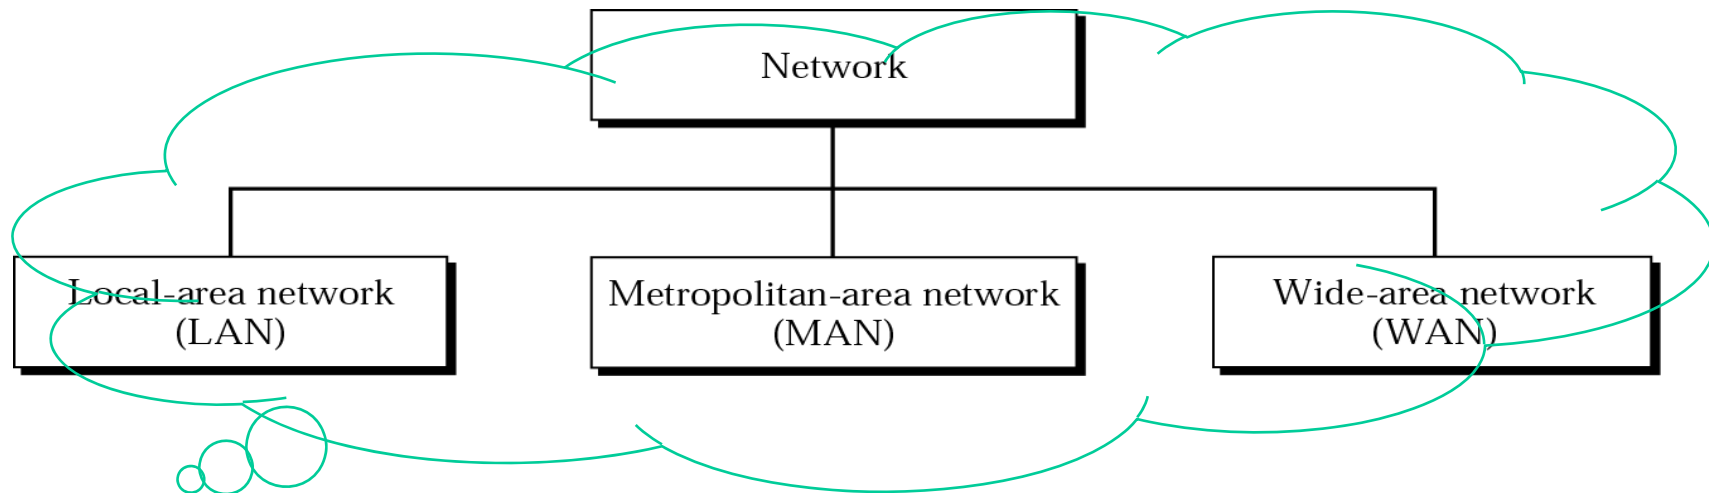 Network
Local-area network
(LAN)
Metropolitan-area network
(MAN)
Wide-area network
(WAN)